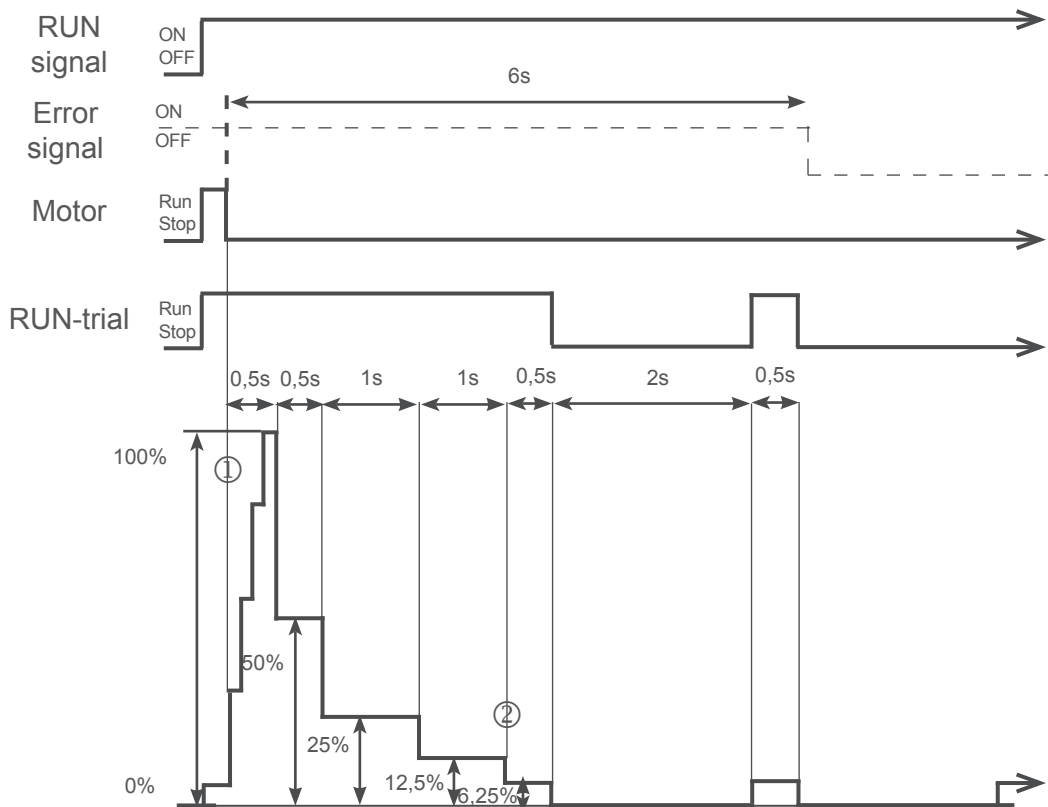 RUN
signal
ON
OFF
6s
Error
signal
ON
OFF
Motor
Run
Stop
RUN-trial
Run
Stop
0,5s 0,5s 1s 1s 0,5s 2s 0,5s
100%
①
50%
②
25%
12,5%
6,25%
0%